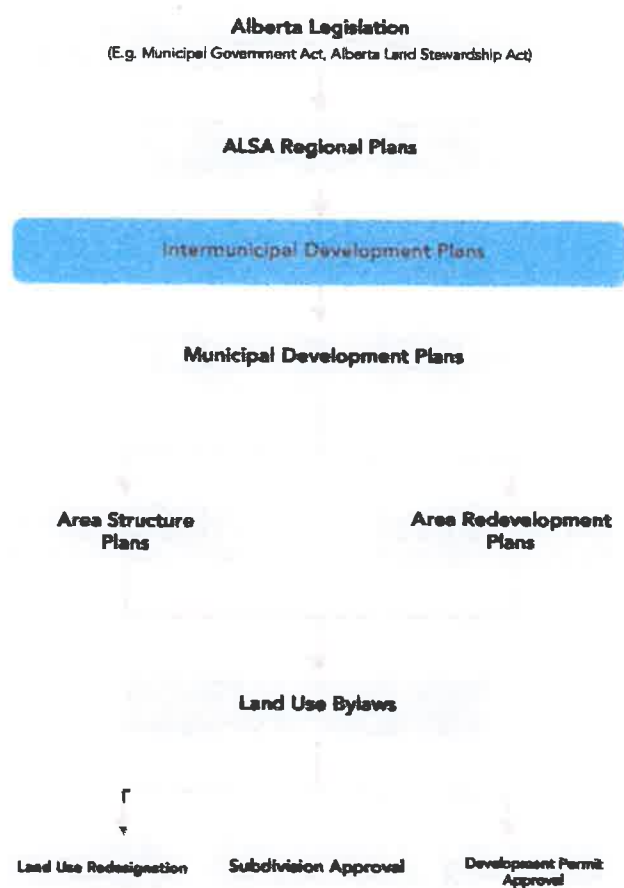 Alberta Legislation
(E.g. Municipal Government Act, Alberta Land Stewardship Act)
ALSA Regional Plans
Intermunicipal Development Plans
Municipal Development Plans
Area Structure
Plans
Area Redevelopment
Plans
Land Use Bylaws
Land Use Redesignation
Subdivision Approval
Development Permit
Approval